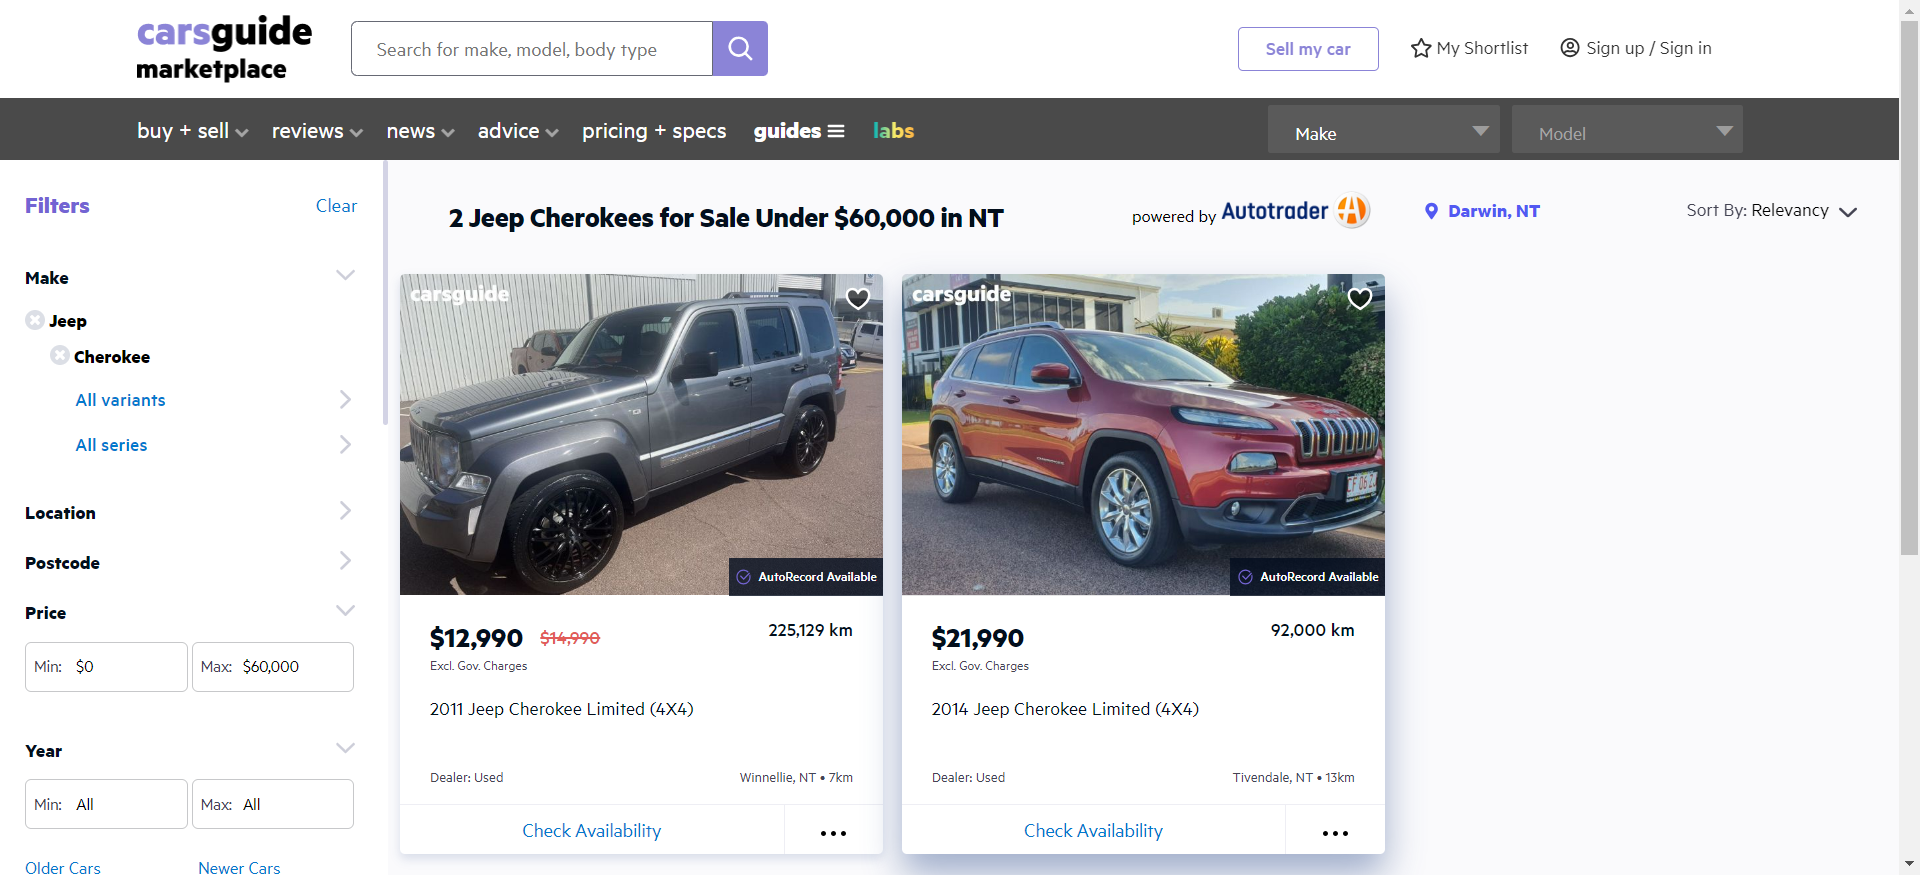 carsguide
marketplace
Search for make, model, body type
Sell my car
My Shortlist
Sign up / Sign in
buy + sell
reviews
news
advice
pricing + specs
guides
labs
Make
Model
Filters
Clear
Make
Jeep
Cherokee
All variants
All series
Location
Postcode
Price
Min: $0
Max: $60,000
Year
Min: All
Max: All
Older Cars
Newer Cars
2 Jeep Cherokees for Sale Under $60,000 in NT
powered by Autotrader
Darwin, NT
Sort By: Relevancy
carsguide
AutoRecord Available
$12,990 $14,990
225,129 km
Excl. Gov. Charges
2011 Jeep Cherokee Limited (4X4)
Dealer: Used
Winnellie, NT • 7km
Check Availability
carsguide
AutoRecord Available
$21,990
92,000 km
Excl. Gov. Charges
2014 Jeep Cherokee Limited (4X4)
Dealer: Used
Tivendale, NT • 13km
Check Availability